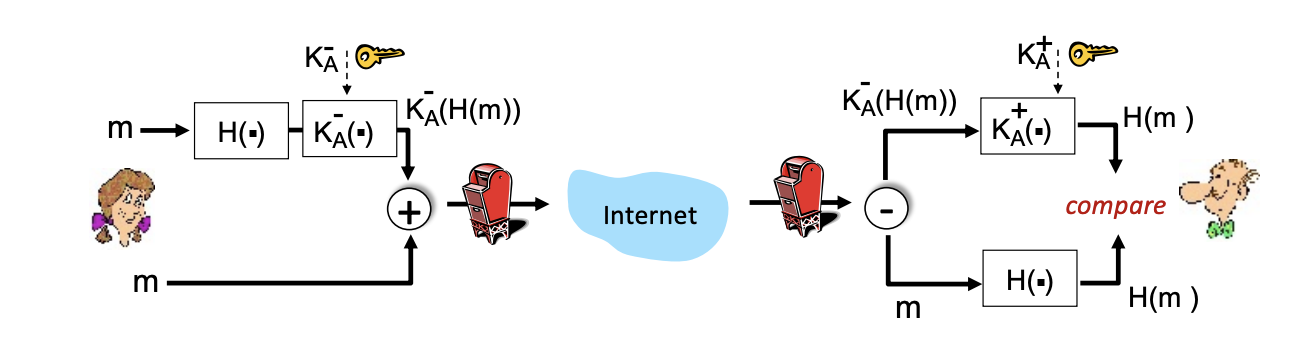 K_A^-
m
H(▪)
K_A^-(▪)
K_A^-(H(m))
+
m
Internet
K_A^+
K_A^-(H(m))
K_A^+(▪)
H(m )
-
compare
m
H(▪)
H(m )